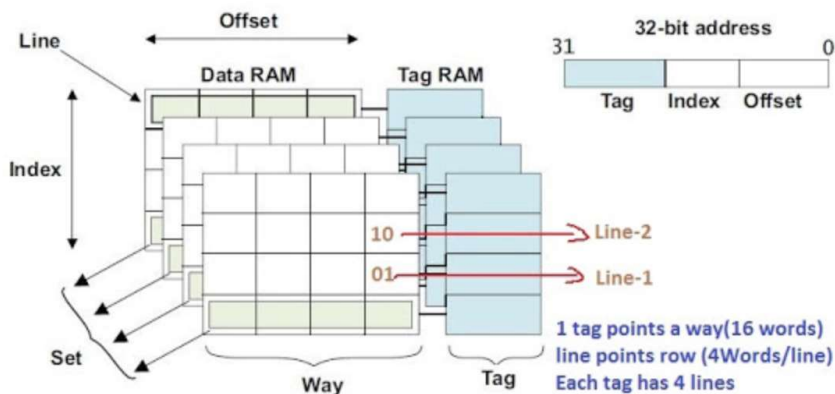 Offset
32-bit address
Line
31
0
Data RAM
Tag RAM
Tag Index Offset
Index
10
Line-2
01
Line-1
1 tag points a way(16 words)
line points row (4Words/line)
Each tag has 4 lines
Set
Way
Tag